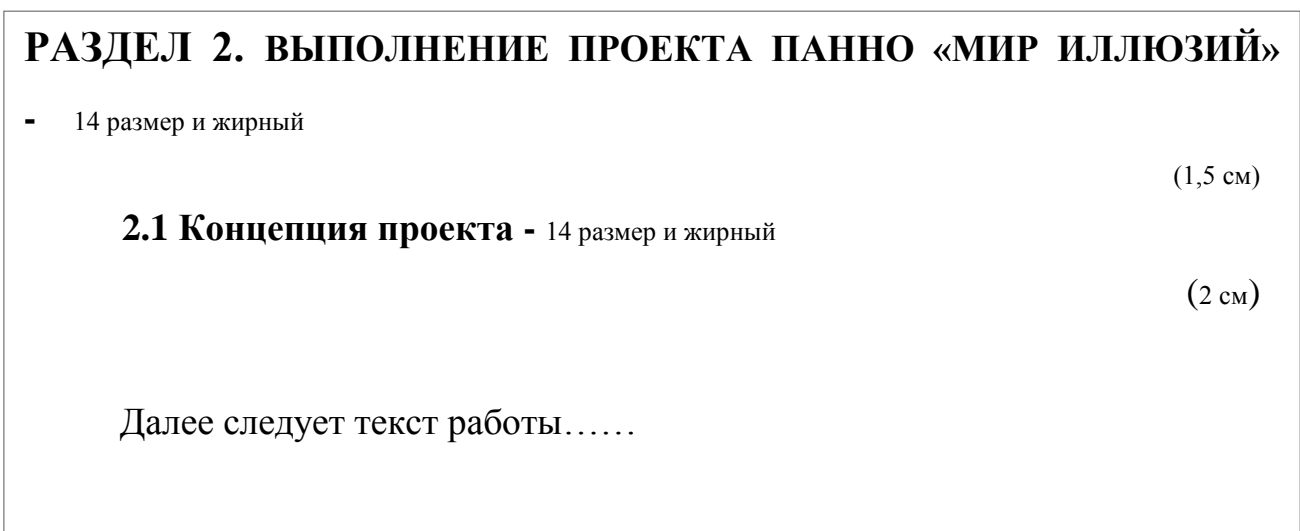 РАЗДЕЛ 2. ВЫПОЛНЕНИЕ ПРОЕКТА ПАННО «МИР ИЛЛЮЗИЙ»
- 14 размер и жирный
(1,5 см)
2.1 Концепция проекта - 14 размер и жирный
(2 см)
Далее следует текст работы……